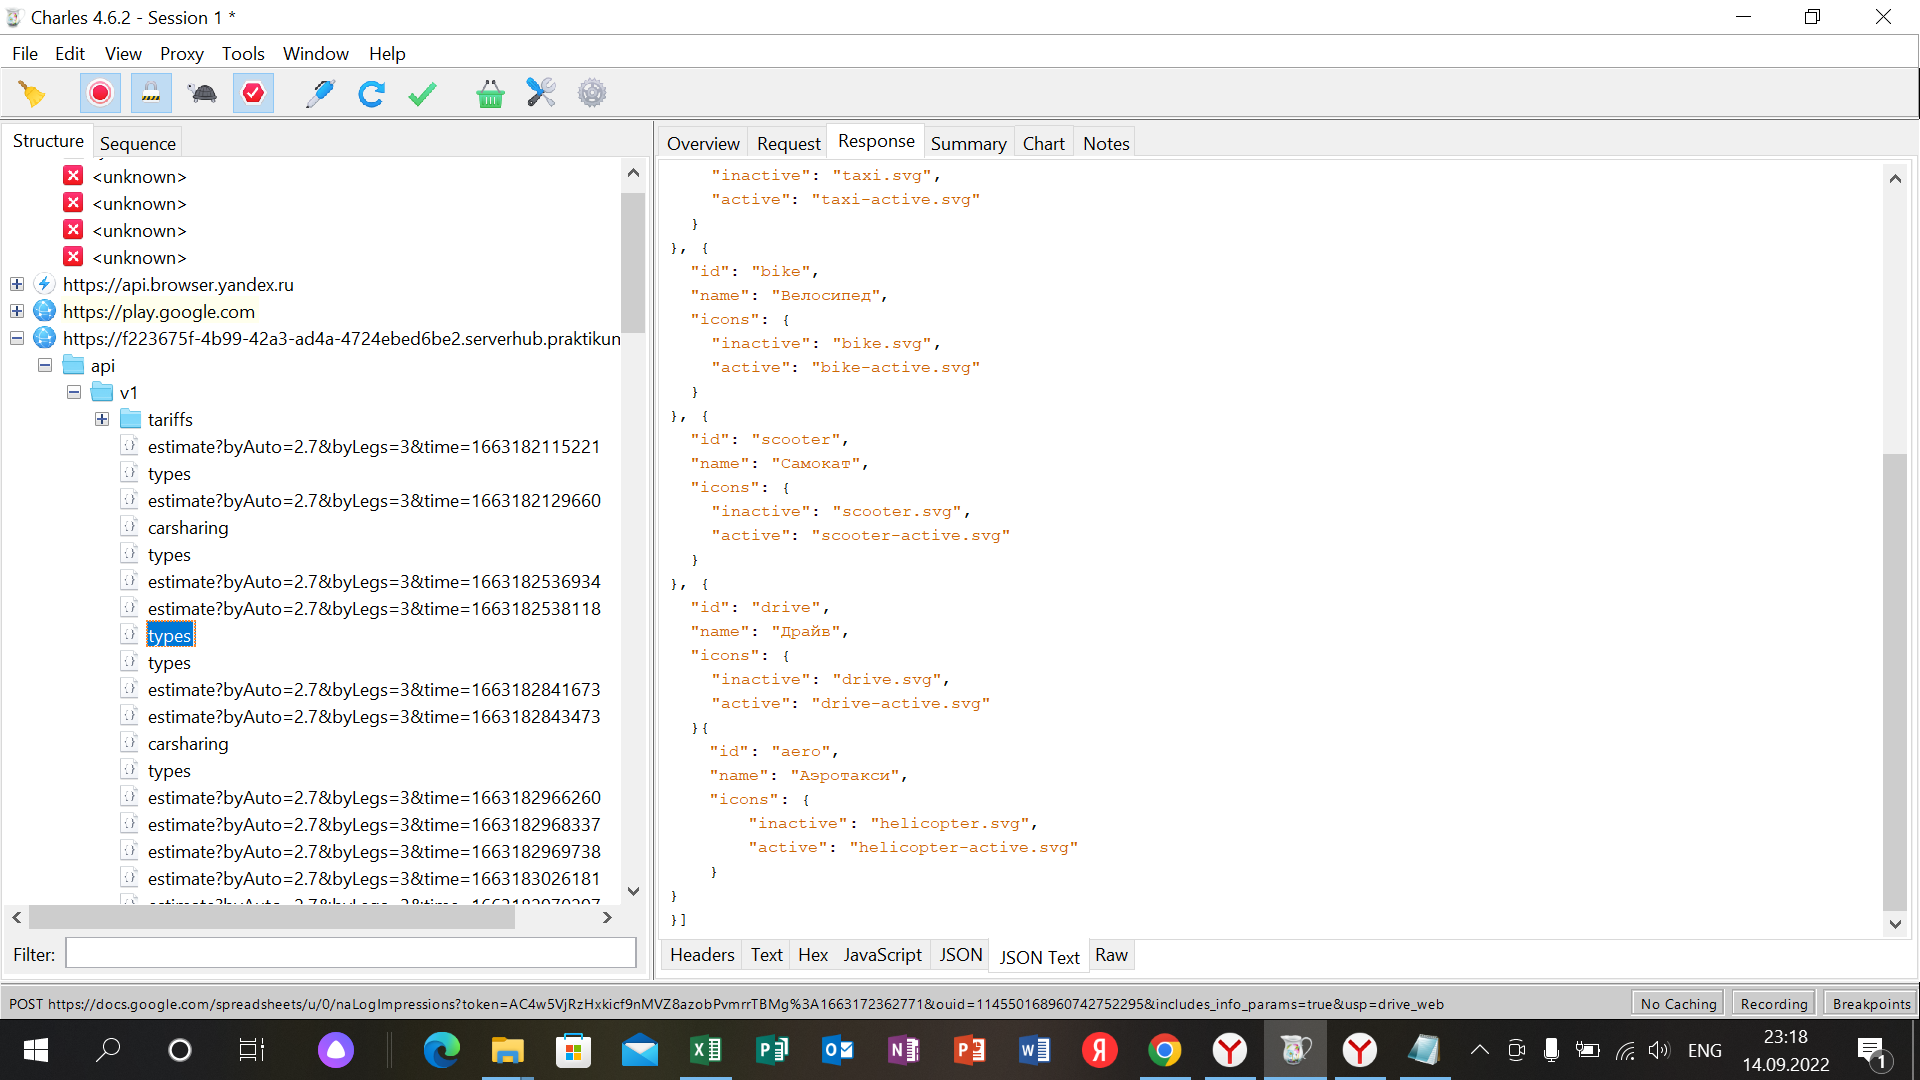 Charles 4.6.2 - Session 1 *
File Edit View Proxy Tools Window Help
Structure Sequence
<unknown>
<unknown>
<unknown>
<unknown>
https://api.browser.yandex.ru
https://play.google.com
https://f223675f-4b99-42a3-ad4a-4724ebed6be2.serverhub.praktikum
api
v1
tariffs
estimate?byAuto=2.7&byLegs=3&time=1663182115221
types
estimate?byAuto=2.7&byLegs=3&time=1663182129660
carsharing
types
estimate?byAuto=2.7&byLegs=3&time=1663182536934
estimate?byAuto=2.7&byLegs=3&time=1663182538118
types
types
estimate?byAuto=2.7&byLegs=3&time=1663182841673
estimate?byAuto=2.7&byLegs=3&time=1663182843473
carsharing
types
estimate?byAuto=2.7&byLegs=3&time=1663182966260
estimate?byAuto=2.7&byLegs=3&time=1663182968337
estimate?byAuto=2.7&byLegs=3&time=1663182969738
estimate?byAuto=2.7&byLegs=3&time=1663183026181
Filter:
Overview Request Response Summary Chart Notes
"inactive": "taxi.svg",
"active": "taxi-active.svg"
}
}, {
"id": "bike",
"name": "Велосипед",
"icons": {
"inactive": "bike.svg",
"active": "bike-active.svg"
}
}, {
"id": "scooter",
"name": "Самокат",
"icons": {
"inactive": "scooter.svg",
"active": "scooter-active.svg"
}
}, {
"id": "drive",
"name": "Драйв",
"icons": {
"inactive": "drive.svg",
"active": "drive-active.svg"
}{
"id": "aero",
"name": "Аэротакси",
"icons": {
"inactive": "helicopter.svg",
"active": "helicopter-active.svg"
}
}
}]
Headers Text Hex JavaScript JSON JSON Text Raw
POST https://docs.google.com/spreadsheets/u/0/naLogImpressions?token=AC4w5VjRzHxkicf9nMVZ8azobPvmrrTBMg%3A1663172362771&ouid=114550168960742752295&includes_info_params=true&usp=drive_web
No Caching Recording Breakpoints
ENG
23:18
14.09.2022
1